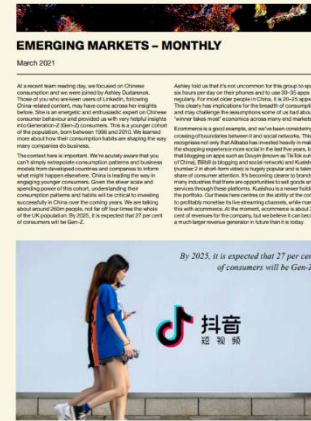 EMERGING MARKETS – MONTHLY
March 2021
At a recent team reading day, we focused on Chinese
consumption and we were joined by Ashley Dudarenok.
Those of you who are keen users of LinkedIn, following
China-related content, may have come across her insights
before. She is an energetic and enthusiastic expert on Chinese
consumer behaviour and provided us with very helpful insights
into Generation-Z (Gen-Z) consumers. This is a younger cohort
of the population, born between 1996 and 2010. We learned
more about how their consumption habits are shaping the way
many companies do business.
The context here is important. We're acutely aware that you
can't simply extrapolate consumption patterns and business
models from developed countries and companies to inform
what might happen elsewhere. China is leading the way in
engaging younger consumers. Given the sheer scale and
spending power of this cohort, understanding their
consumption patterns and habits will be critical to investing
successfully in China over the coming years. We are talking
about around 260m people, not far off four times the whole
of the UK population. By 2025, it is expected that 27 per cent
of consumers will be Gen-Z.
Ashley told us that it's not uncommon for this group to spe
six hours per day on their phones and to use 30-35 apps
regularly. For most older people in China, it is 20-25 apps
This clearly has implications for the breadth of consumptio
and may challenge the assumptions some of us had abou
"winner takes most" economics across many end markets
Ecommerce is a good example, and we've been considering
crossing of boundaries between it and social networks. This
recognises not only that Alibaba has invested heavily in mak
the shopping experience more social in the last five years, b
that blogging on apps such as Douyin (known as TikTok out
of China), Bilibili (a blogging and social network) and Kuaish
(number 2 in short-form video) is hugely popular and is takin
share of consumer attention. It's becoming clearer to brands
many industries that there are opportunities to sell goods an
services through these platforms. Kuaishou is a newer holdin
the portfolio. Our thesis here centres on the ability of the co
to profitably monetise its live streaming channels, while mar
this with ecommerce. At the moment, ecommerce is about
cent of revenues for the company, but we believe it can beco
a much larger revenue generator in future than it is today.
By 2025, it is expected that 27 per cen
of consumers will be Gen-Z
抖音
短视频